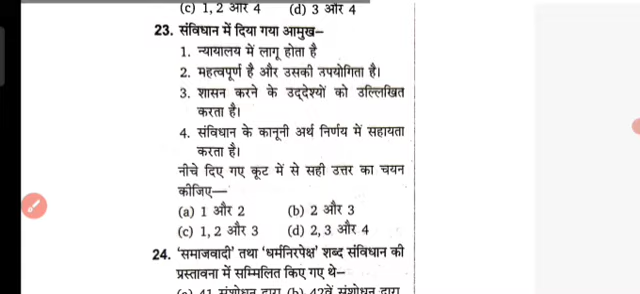 (c) 1, 2 और 4 (d) 3 और 4
23. संविधान में दिया गया आमुख–
1. न्यायालय में लागू होता है
2. महत्वपूर्ण है और उसकी उपयोगिता है।
3. शासन करने के उद्देश्यों को उल्लिखित
करता है।
4. संविधान के कानूनी अर्थ निर्णय में सहायता
करता है।
नीचे दिए गए कूट में से सही उत्तर का चयन
कीजिए—
(a) 1 और 2 (b) 2 और 3
(c) 1, 2 और 3 (d) 2, 3 और 4
24. ‘समाजवादी’ तथा ‘धर्मनिरपेक्ष’ शब्द संविधान की
प्रस्तावना में सम्मिलित किए गए थे–
(a) 41 संशोधन द्वारा (b) 42वें संशोधन द्वारा